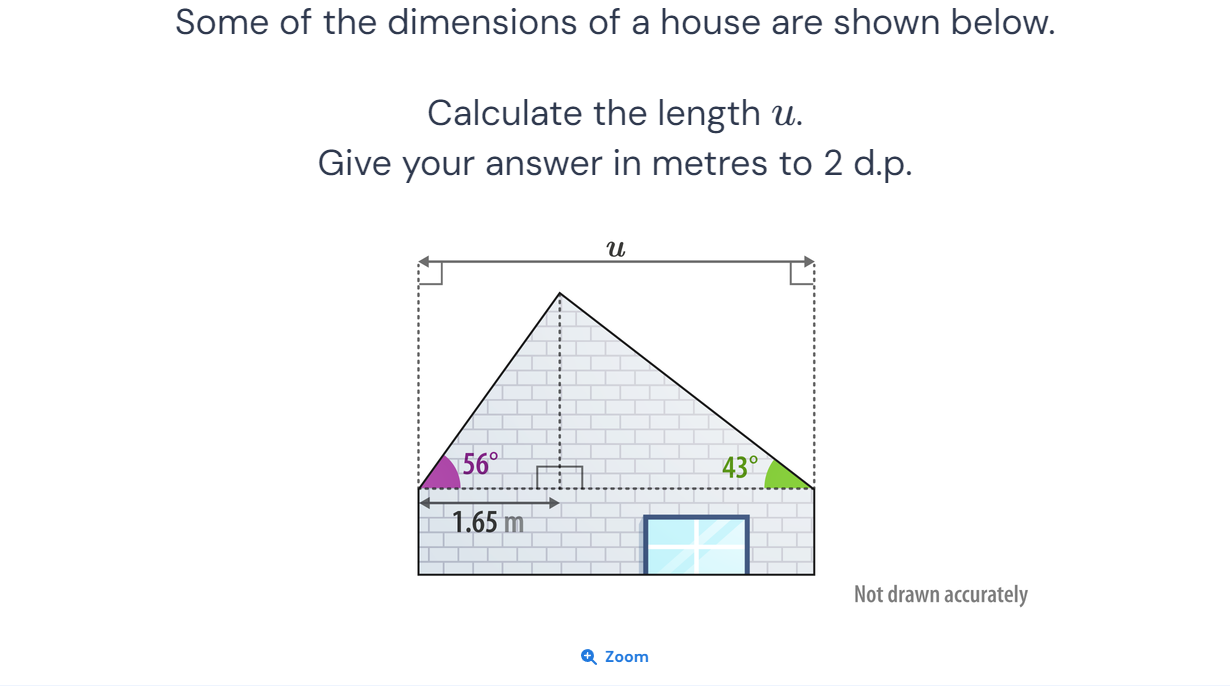 Some of the dimensions of a house are shown below.
Calculate the length u.
Give your answer in metres to 2 d.p.
u
56°
43°
1.65 m
Not drawn accurately
Zoom